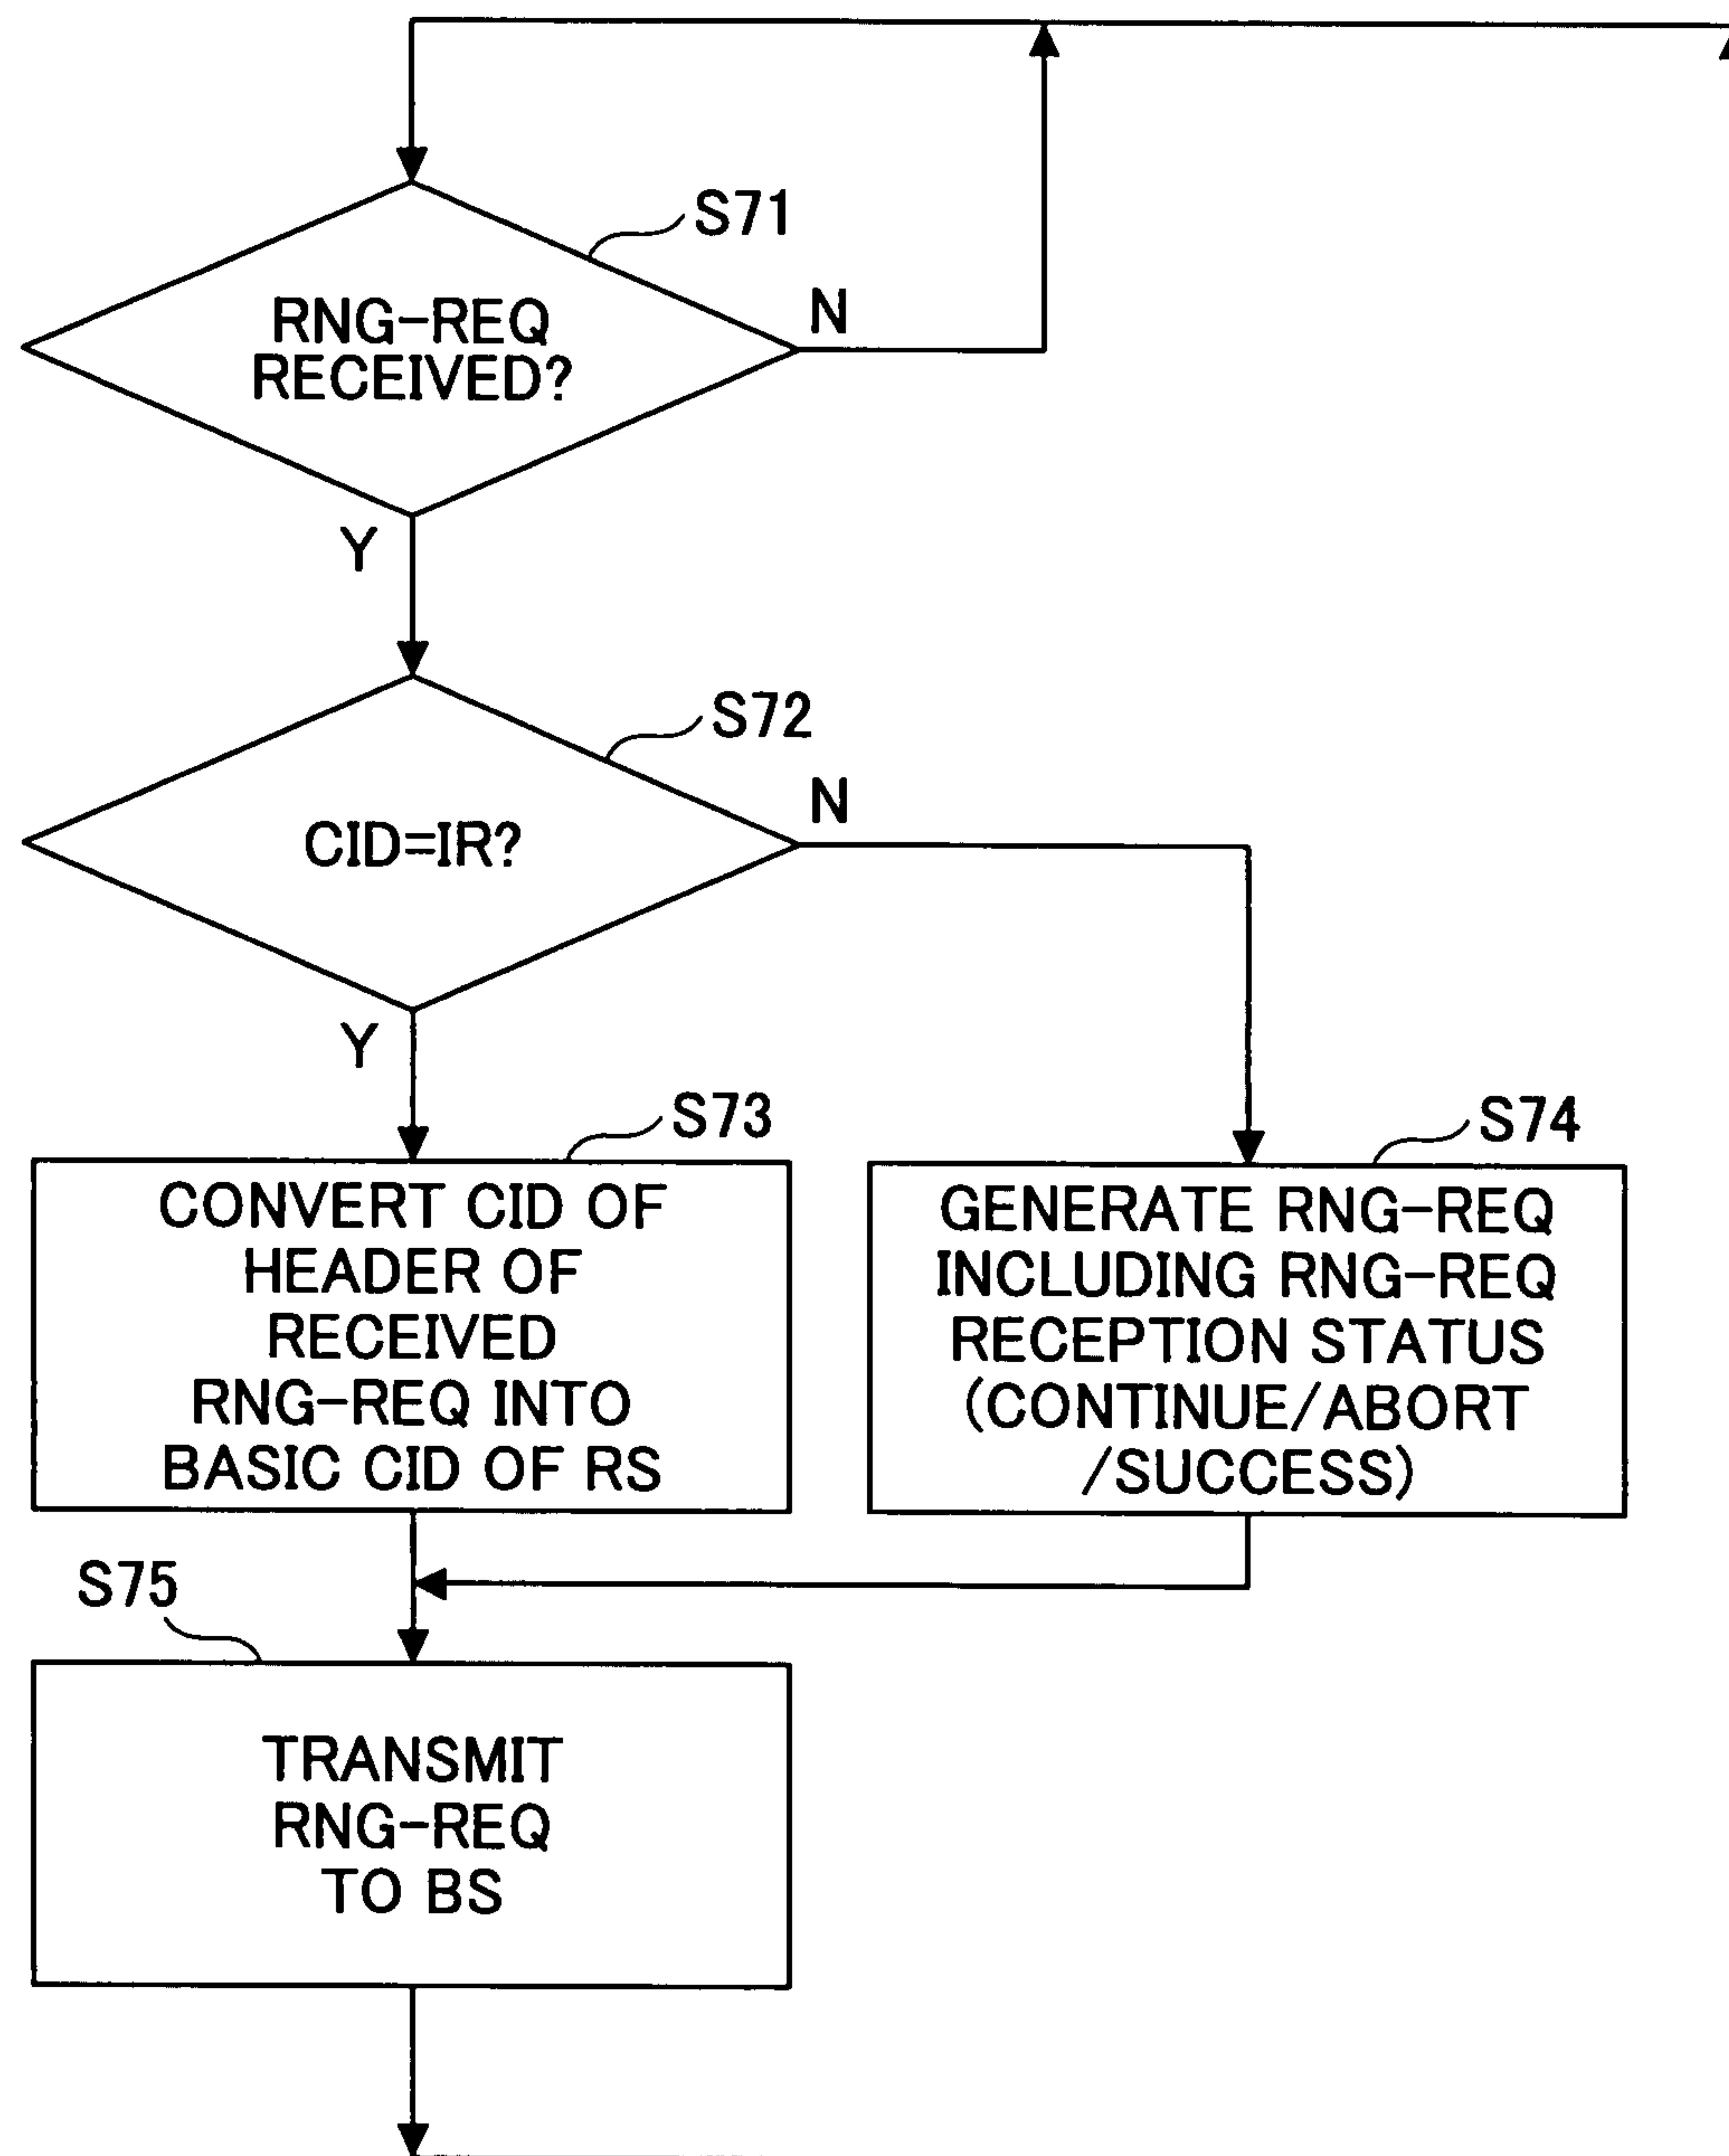 S71
RNG-REQ
RECEIVED?
N
Y
S72
CID=IR?
N
Y
S73
CONVERT CID OF
HEADER OF
RECEIVED
RNG-REQ INTO
BASIC CID OF RS
S74
GENERATE RNG-REQ
INCLUDING RNG-REQ
RECEPTION STATUS
(CONTINUE/ABORT
/SUCCESS)
S75
TRANSMIT
RNG-REQ
TO BS